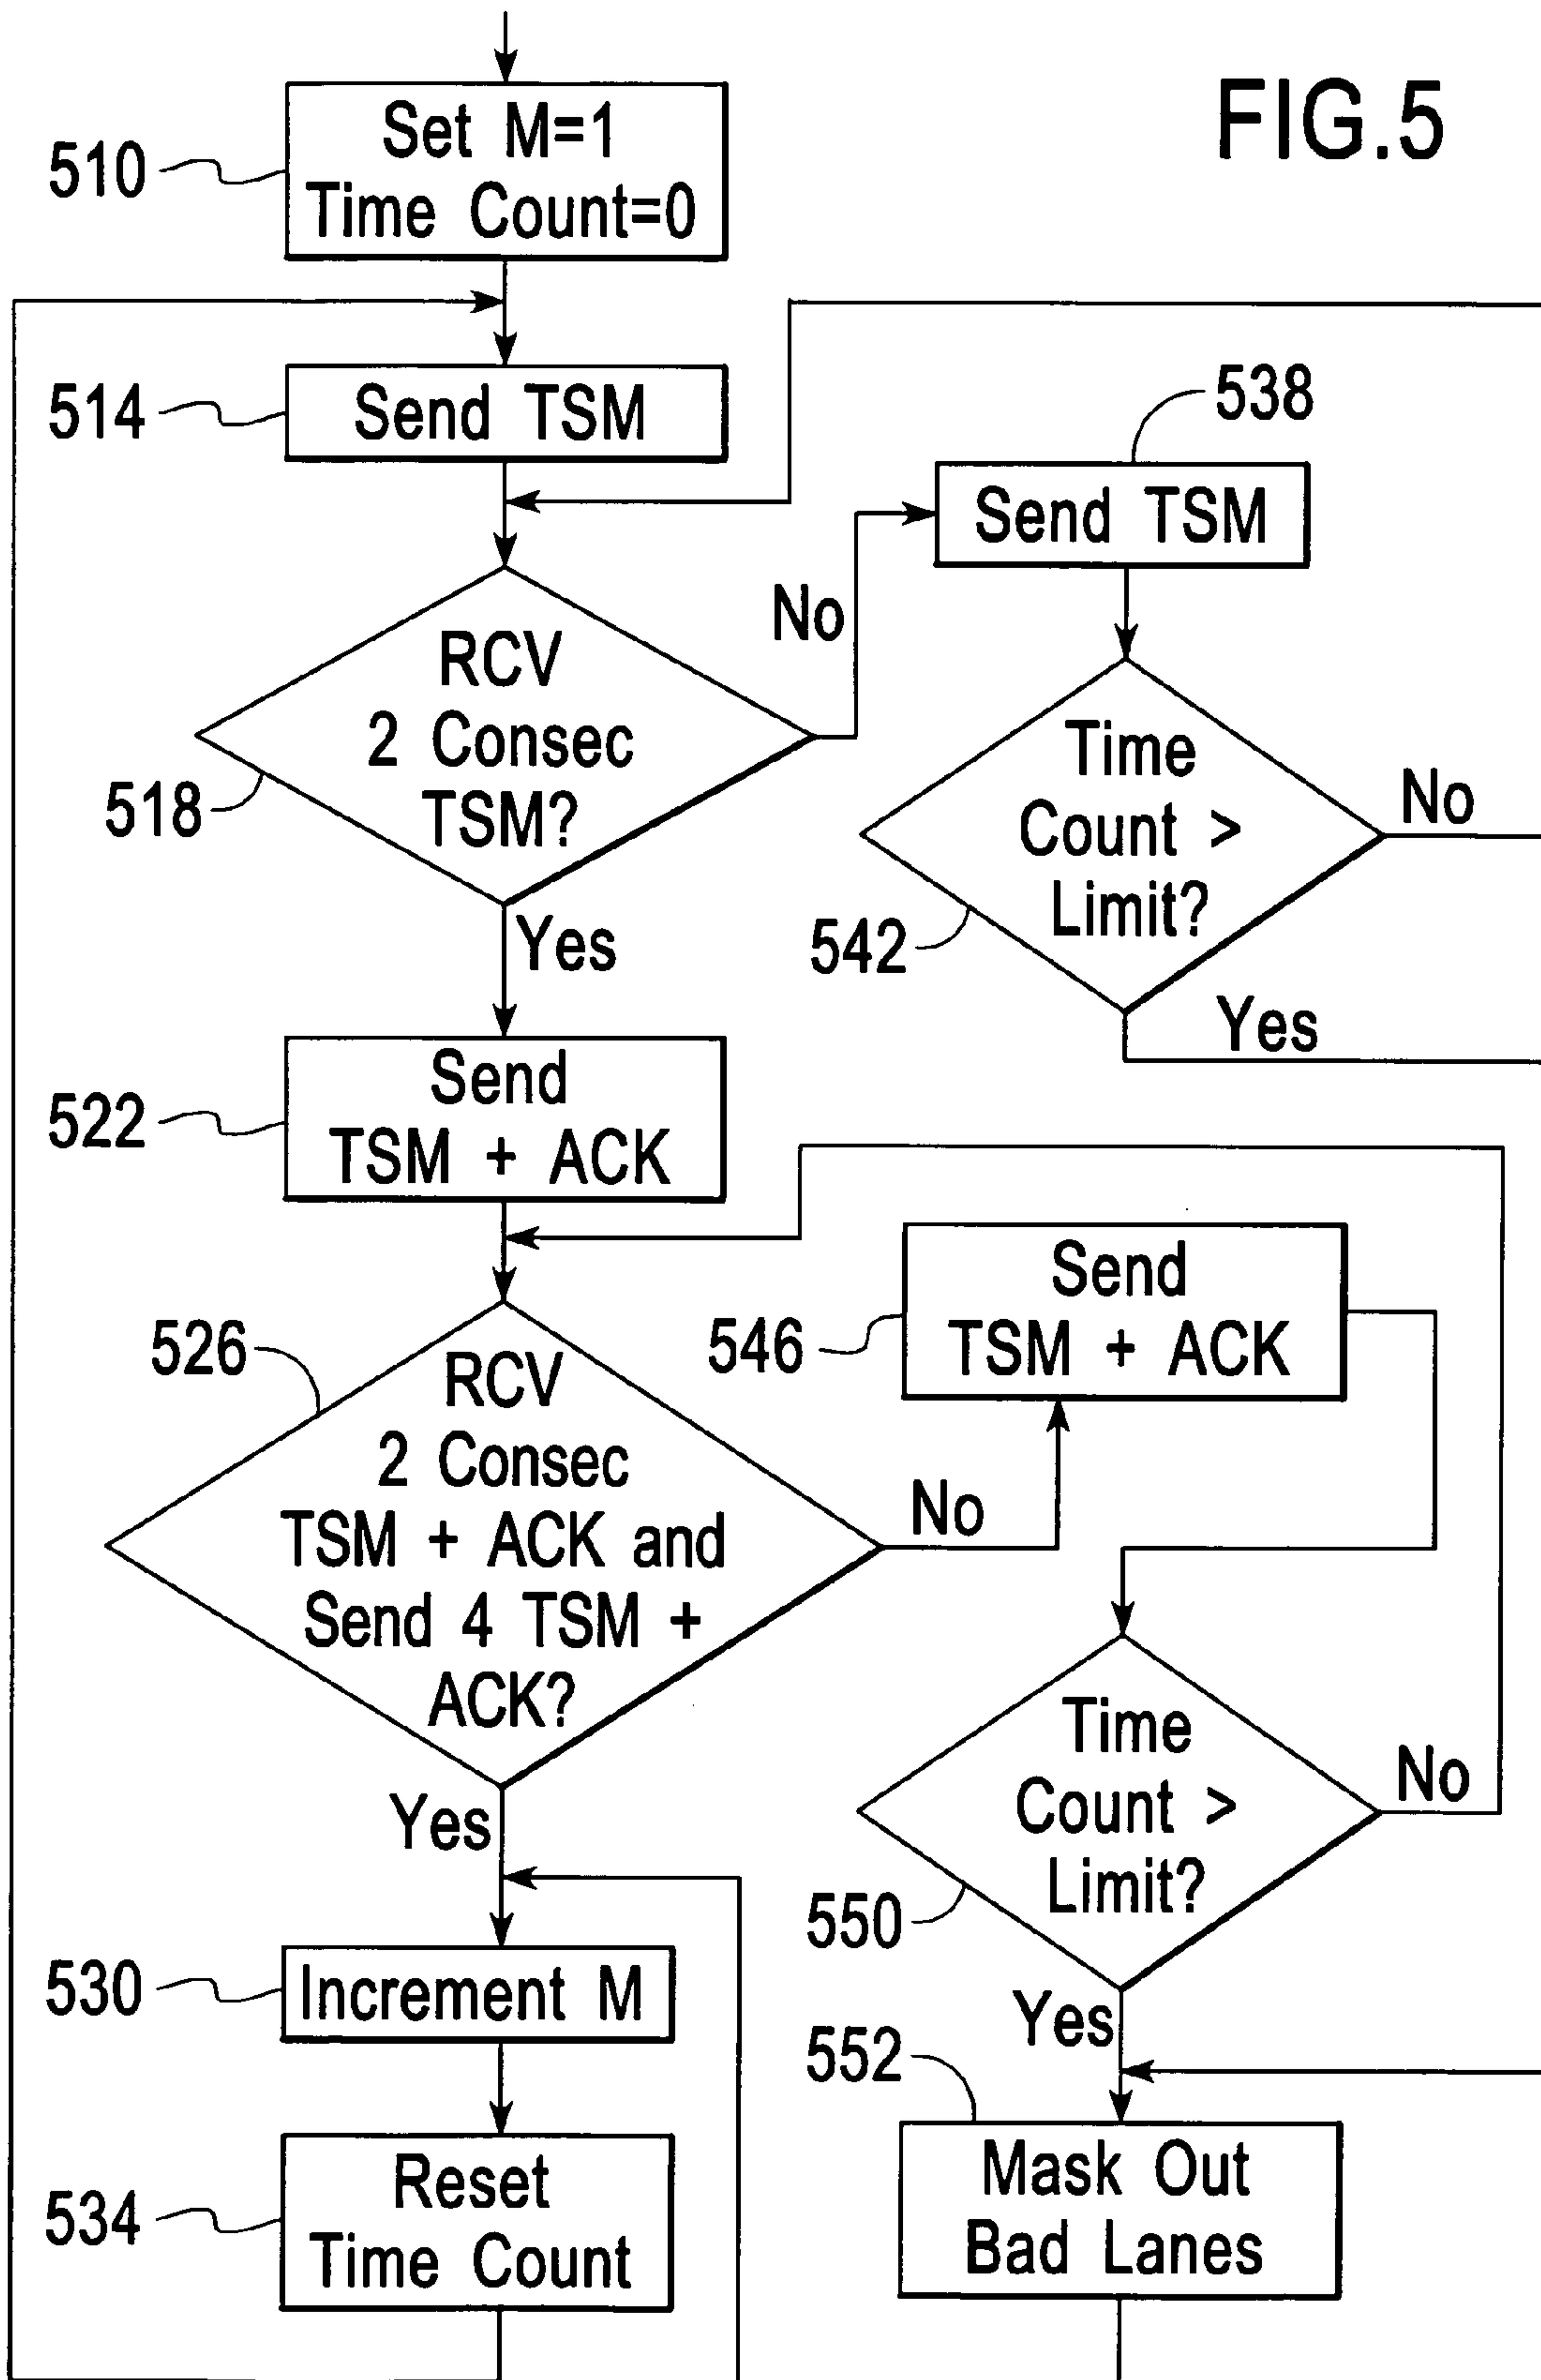 FIG.5
510
Set M=1
Time Count=0
514
Send TSM
538
Send TSM
No
RCV
2 Consec
TSM?
518
Time
Count >
Limit?
No
542
Yes
Yes
522
Send
TSM + ACK
546
Send
TSM + ACK
526
RCV
2 Consec
TSM + ACK and
Send 4 TSM +
ACK?
No
Time
Count >
Limit?
No
550
Yes
Yes
530
Increment M
552
534
Reset
Time Count
Mask Out
Bad Lanes